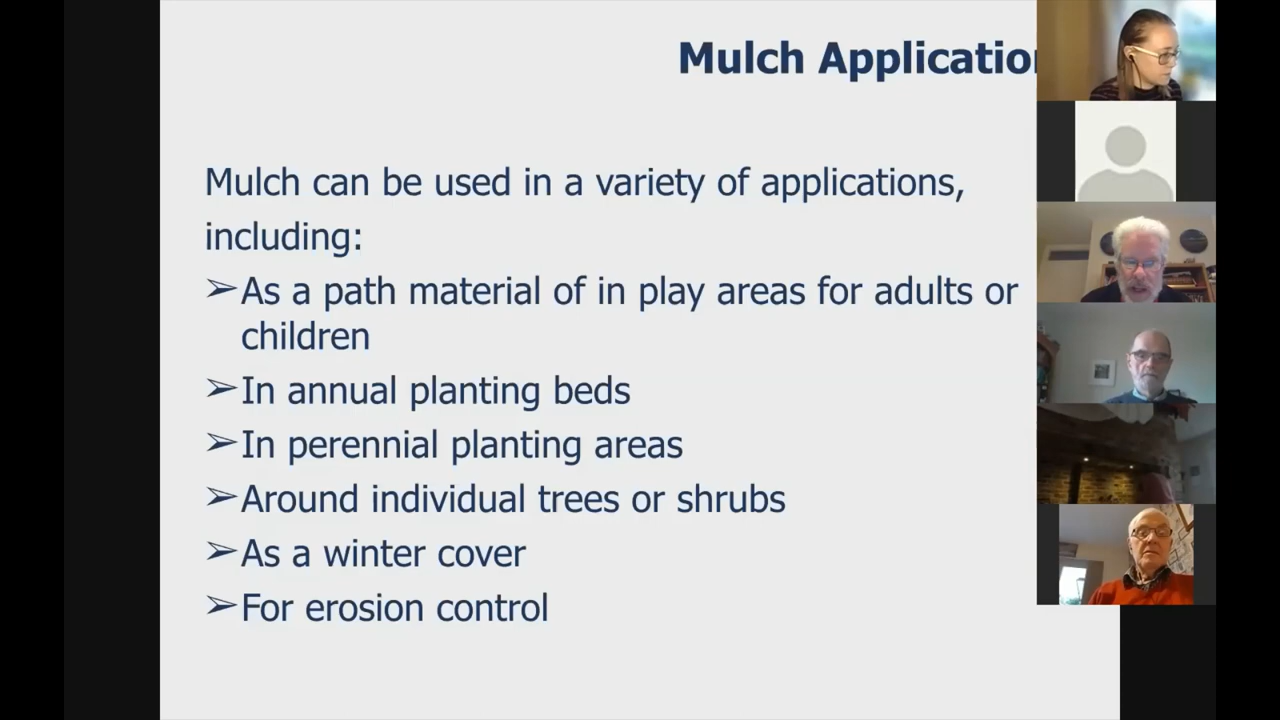 Mulch Applicatio
Mulch can be used in a variety of applications,
including:
➢As a path material of in play areas for adults or
children
➢In annual planting beds
➢In perennial planting areas
➢Around individual trees or shrubs
➢As a winter cover
➢For erosion control